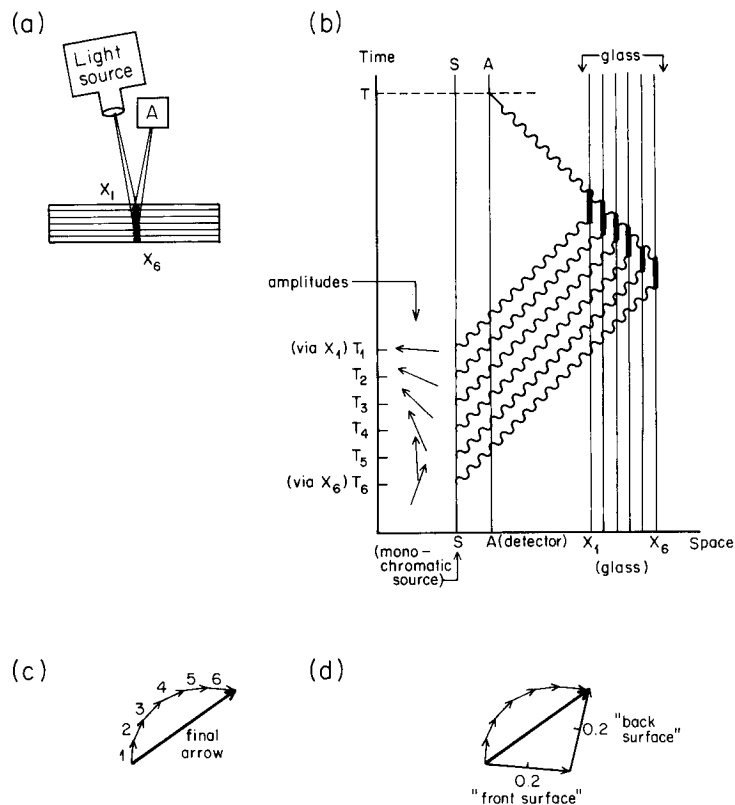 (a)
Light
source
A
X₁
X₆
(b)
Time
S A
glass
T
amplitudes
(via X₁) T₁
T₂
T₃
T₄
T₅
(via X₆) T₆
S A (detector) X₁ X₆ Space
(mono-
chromatic
source)
(glass)
(c)
1
2
3
4
5
6
final
arrow
(d)
0.2
"back
surface"
0.2
"front surface"